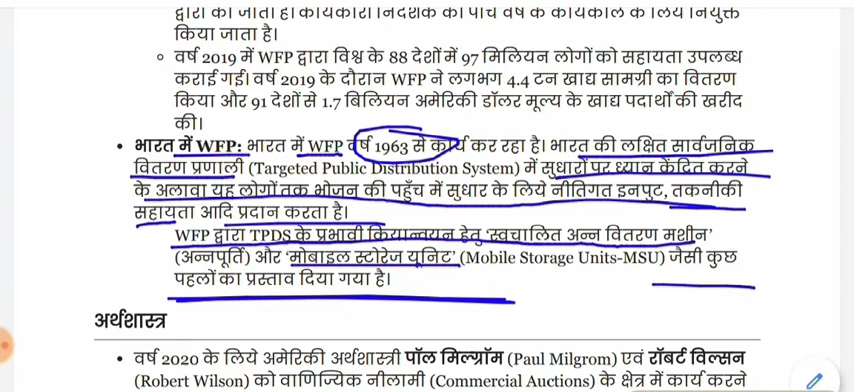 द्वारा की जाती है। कार्यकारी निदेशक को पाँच वर्ष के कार्यकाल के लिये नियुक्त
किया जाता है।
○ वर्ष 2019 में WFP द्वारा विश्व के 88 देशों में 97 मिलियन लोगों को सहायता उपलब्ध
कराई गई। वर्ष 2019 के दौरान WFP ने लगभग 4.4 टन खाद्य सामग्री का वितरण
किया और 91 देशों से 1.7 बिलियन अमेरिकी डॉलर मूल्य के खाद्य पदार्थों की खरीद
की।
• भारत में WFP: भारत में WFP वर्ष 1963 से कार्य कर रहा है। भारत की लक्षित सार्वजनिक
वितरण प्रणाली (Targeted Public Distribution System) में सुधारों पर ध्यान केंद्रित करने
के अलावा यह लोगों तक भोजन की पहुँच में सुधार के लिये नीतिगत इनपुट, तकनीकी
सहायता आदि प्रदान करता है।
WFP द्वारा TPDS के प्रभावी क्रियान्वयन हेतु ‘स्वचालित अन्न वितरण मशीन’
(अन्नपूर्ति) और ‘मोबाइल स्टोरेज यूनिट’ (Mobile Storage Units-MSU) जैसी कुछ
पहलों का प्रस्ताव दिया गया है।
अर्थशास्त्र
• वर्ष 2020 के लिये अमेरिकी अर्थशास्त्री पॉल मिल्ग्रॉम (Paul Milgrom) एवं रॉबर्ट विल्सन
(Robert Wilson) को वाणिज्यिक नीलामी (Commercial Auctions) के क्षेत्र में कार्य करने